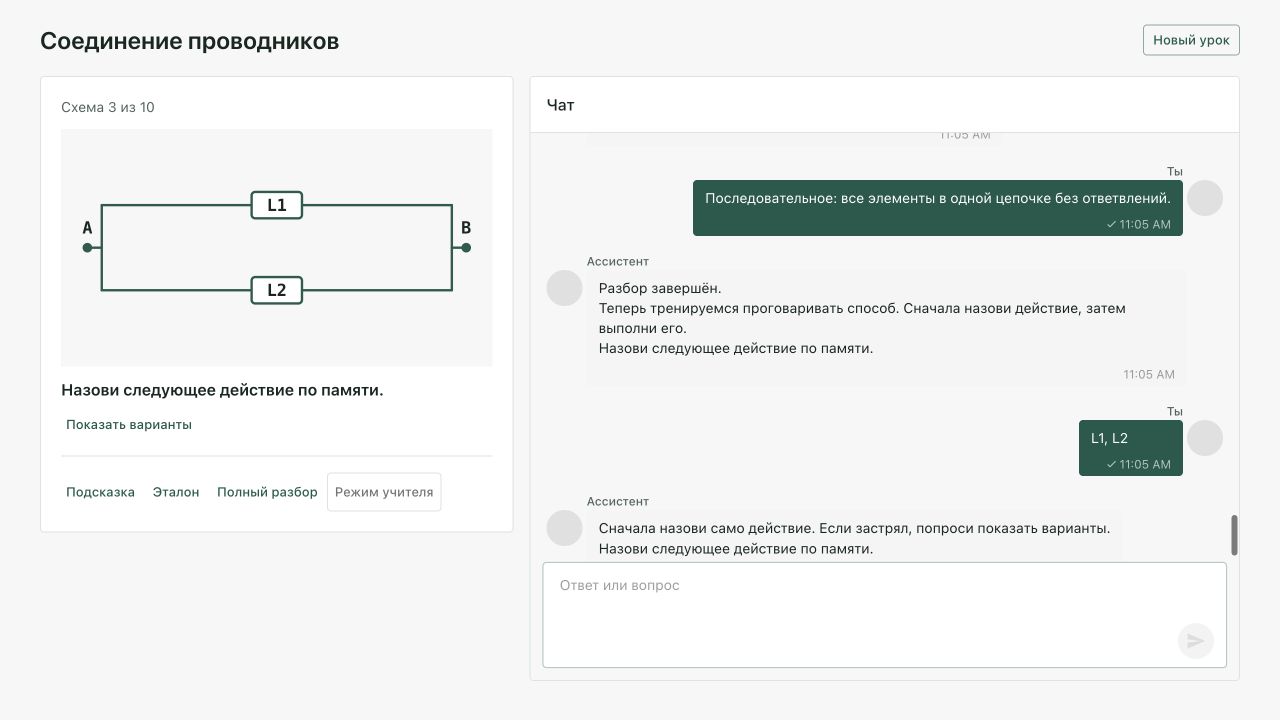 Соединение проводников
Новый урок
Схема 3 из 10
L1
A
B
L2
Назови следующее действие по памяти.
Показать варианты
Подсказка
Эталон
Полный разбор
Режим учителя
Чат
11:05 AM
Ты
Последовательное: все элементы в одной цепочке без ответвлений.
✓ 11:05 AM
Ассистент
Разбор завершён.
Теперь тренируемся проговаривать способ. Сначала назови действие, затем
выполни его.
Назови следующее действие по памяти.
11:05 AM
Ты
L1, L2
✓ 11:05 AM
Ассистент
Сначала назови само действие. Если застрял, попроси показать варианты.
Назови следующее действие по памяти.
Ответ или вопрос